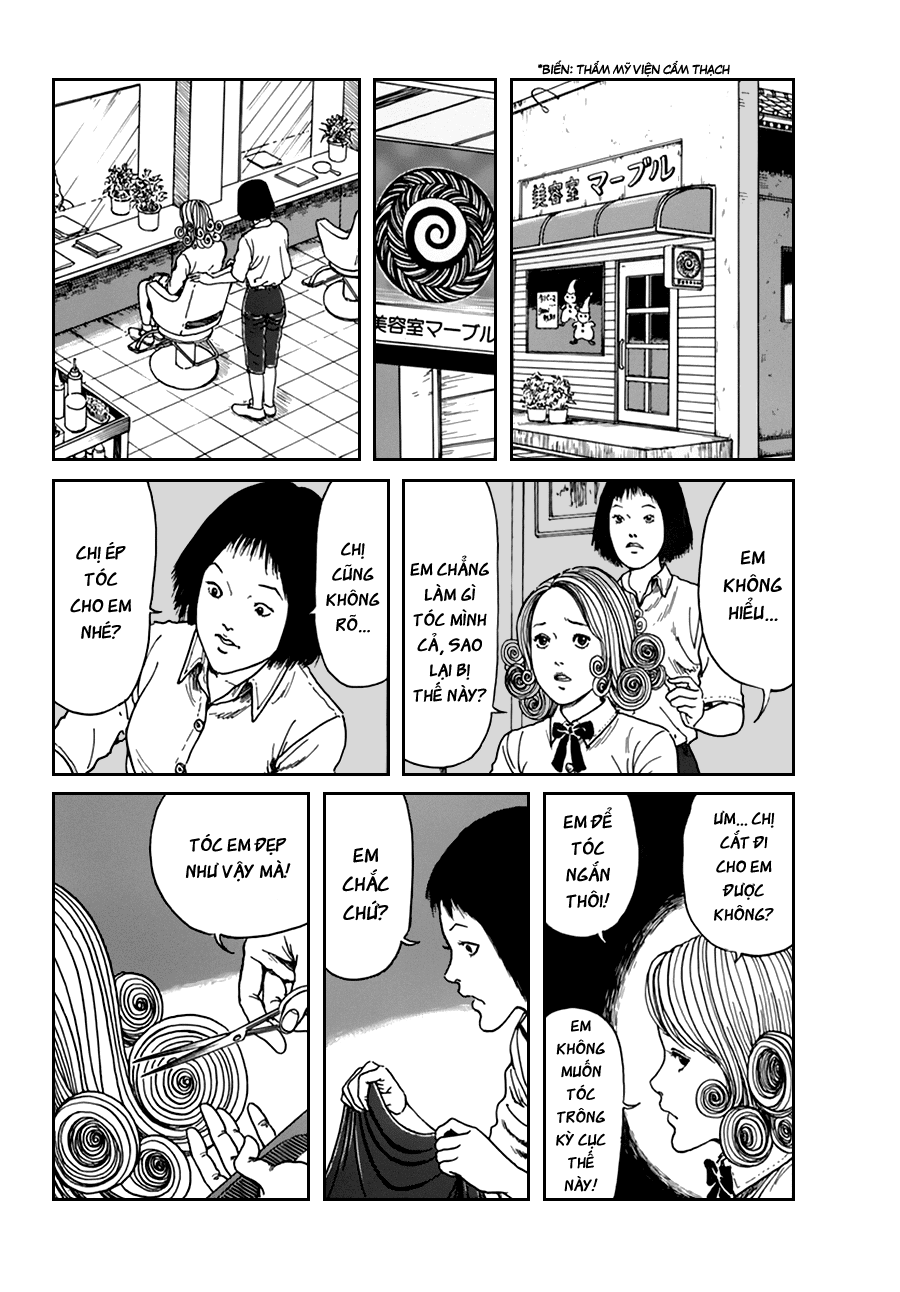 *BIỂN: THẨM MỸ VIỆN CẨM THẠCH
美容室 マーブル
美容室マーブル
EM
KHÔNG
HIỂU...
EM CHẲNG
LÀM GÌ
TÓC MÌNH
CẢ, SAO
LẠI BỊ
THẾ NÀY?
CHỊ
CŨNG
KHÔNG
RÕ...
CHỊ ÉP
TÓC
CHO EM
NHÉ?
ƯM... CHỊ
CẮT ĐI
CHO EM
ĐƯỢC
KHÔNG?
EM ĐỂ
TÓC
NGẮN
THÔI!
EM
KHÔNG
MUỐN
TÓC
TRÔNG
KỲ CỤC
THẾ
NÀY!
EM
CHẮC
CHỨ?
TÓC EM ĐẸP
NHƯ VẬY MÀ!